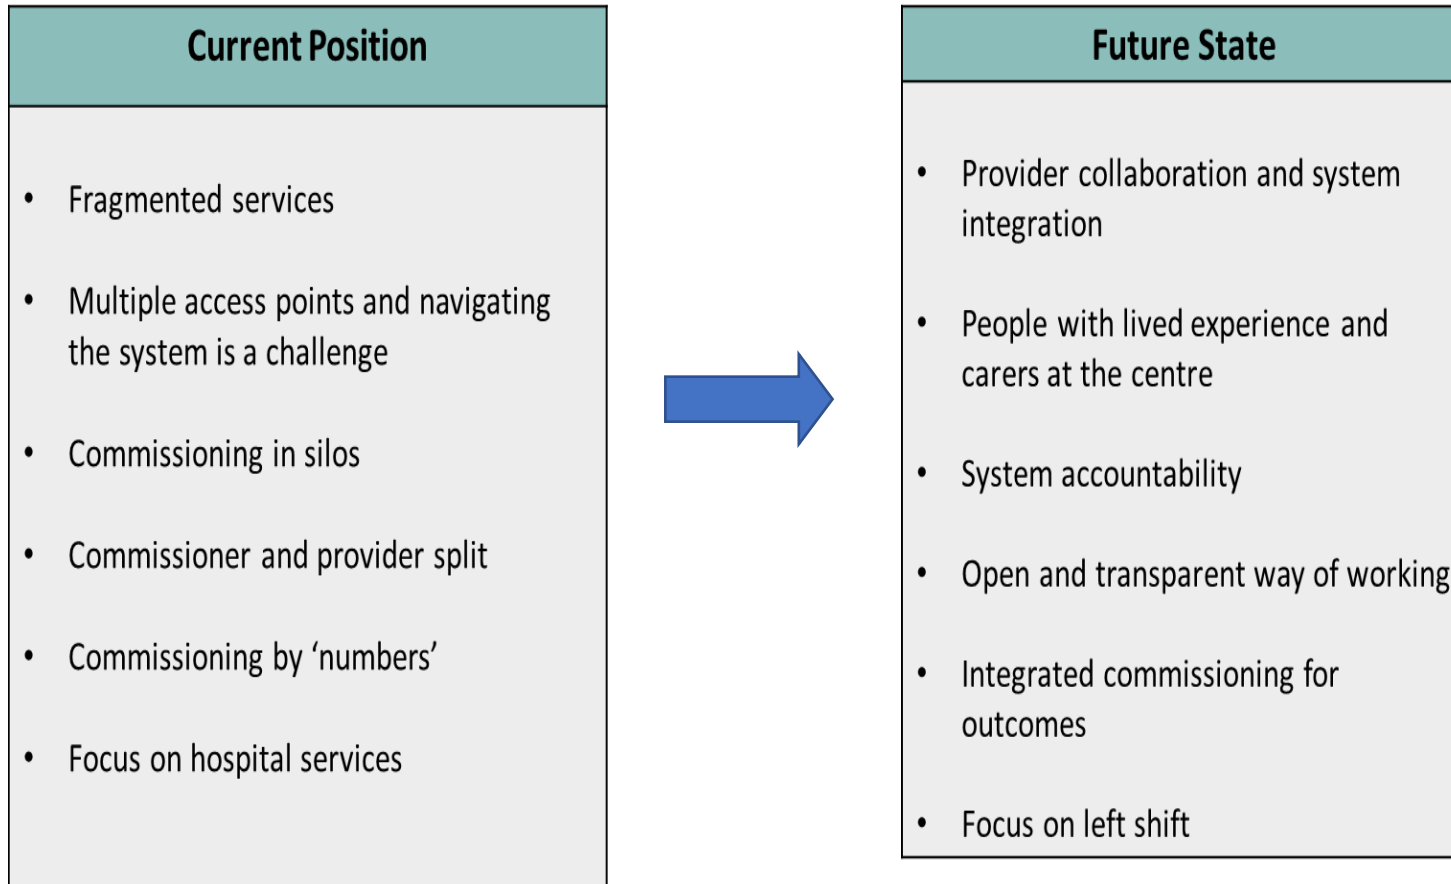 Current Position
• Fragmented services
• Multiple access points and navigating
the system is a challenge
• Commissioning in silos
• Commissioner and provider split
• Commissioning by ‘numbers’
• Focus on hospital services
Future State
• Provider collaboration and system
integration
• People with lived experience and
carers at the centre
• System accountability
• Open and transparent way of working
• Integrated commissioning for
outcomes
• Focus on left shift